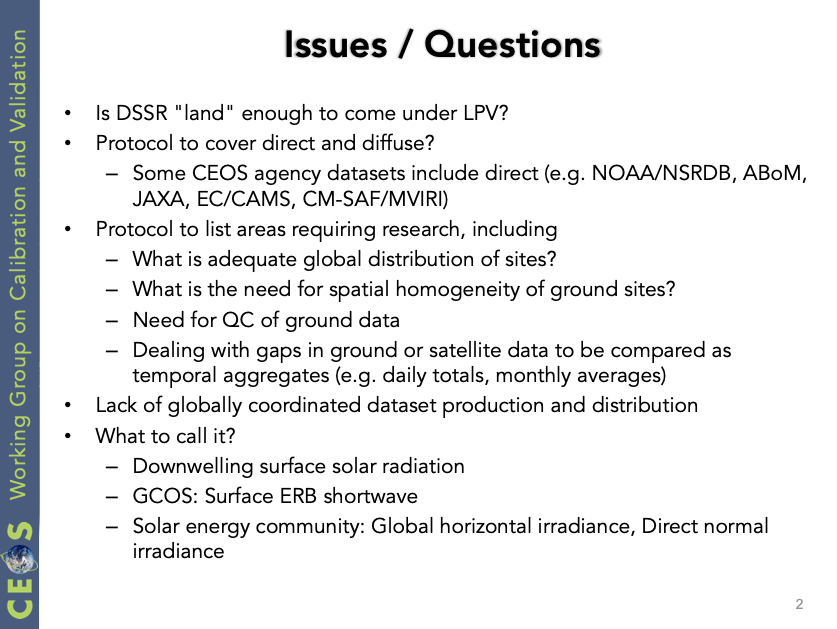 Issues / Questions
• Is DSSR "land" enough to come under LPV?
• Protocol to cover direct and diffuse?
– Some CEOS agency datasets include direct (e.g. NOAA/NSRDB, ABoM,
JAXA, EC/CAMS, CM-SAF/MVIRI)
• Protocol to list areas requiring research, including
– What is adequate global distribution of sites?
– What is the need for spatial homogeneity of ground sites?
– Need for QC of ground data
– Dealing with gaps in ground or satellite data to be compared as
temporal aggregates (e.g. daily totals, monthly averages)
• Lack of globally coordinated dataset production and distribution
• What to call it?
– Downwelling surface solar radiation
– GCOS: Surface ERB shortwave
– Solar energy community: Global horizontal irradiance, Direct normal
irradiance
2
CEOS Working Group on Calibration and Validation